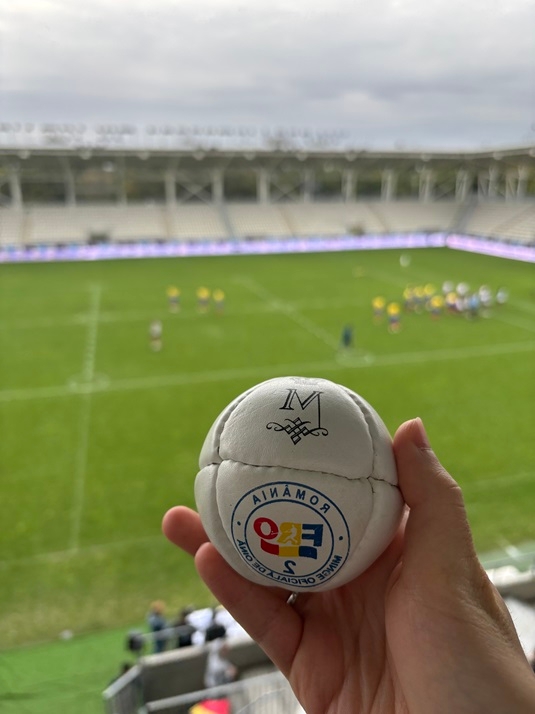 M
ROMÂNIA
FRO
2
MINGE OFICIALĂ DE OINĂ